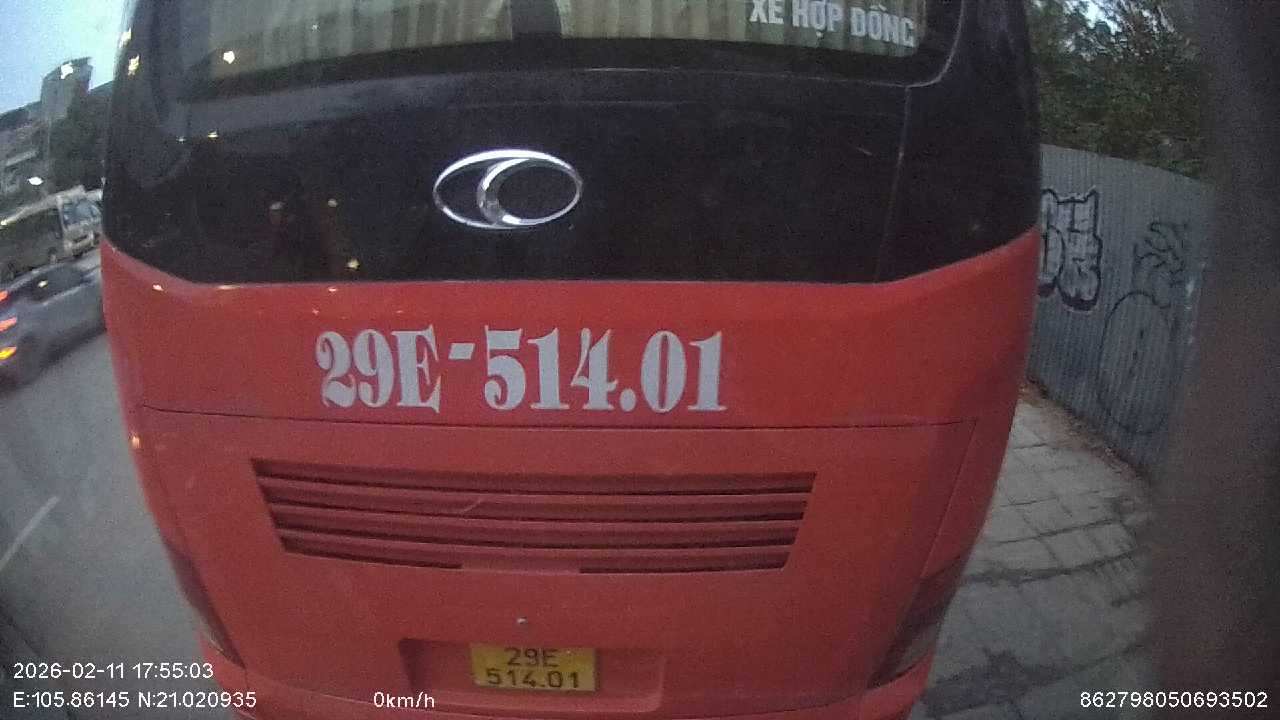 XE HỢP ĐỒNG
29E-514.01
29E
514.01
2026-02-11 17:55:03
E:105.86145 N:21.020935 0km/h 862798050693502